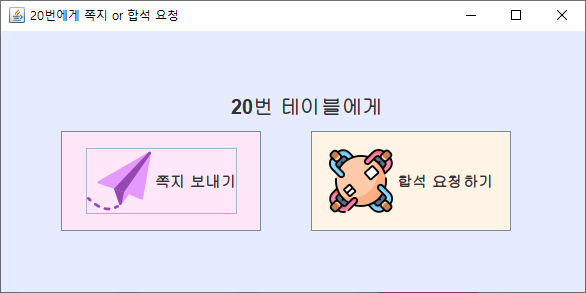 20번에게 쪽지 or 합석 요청
20번 테이블에게
쪽지 보내기
합석 요청하기